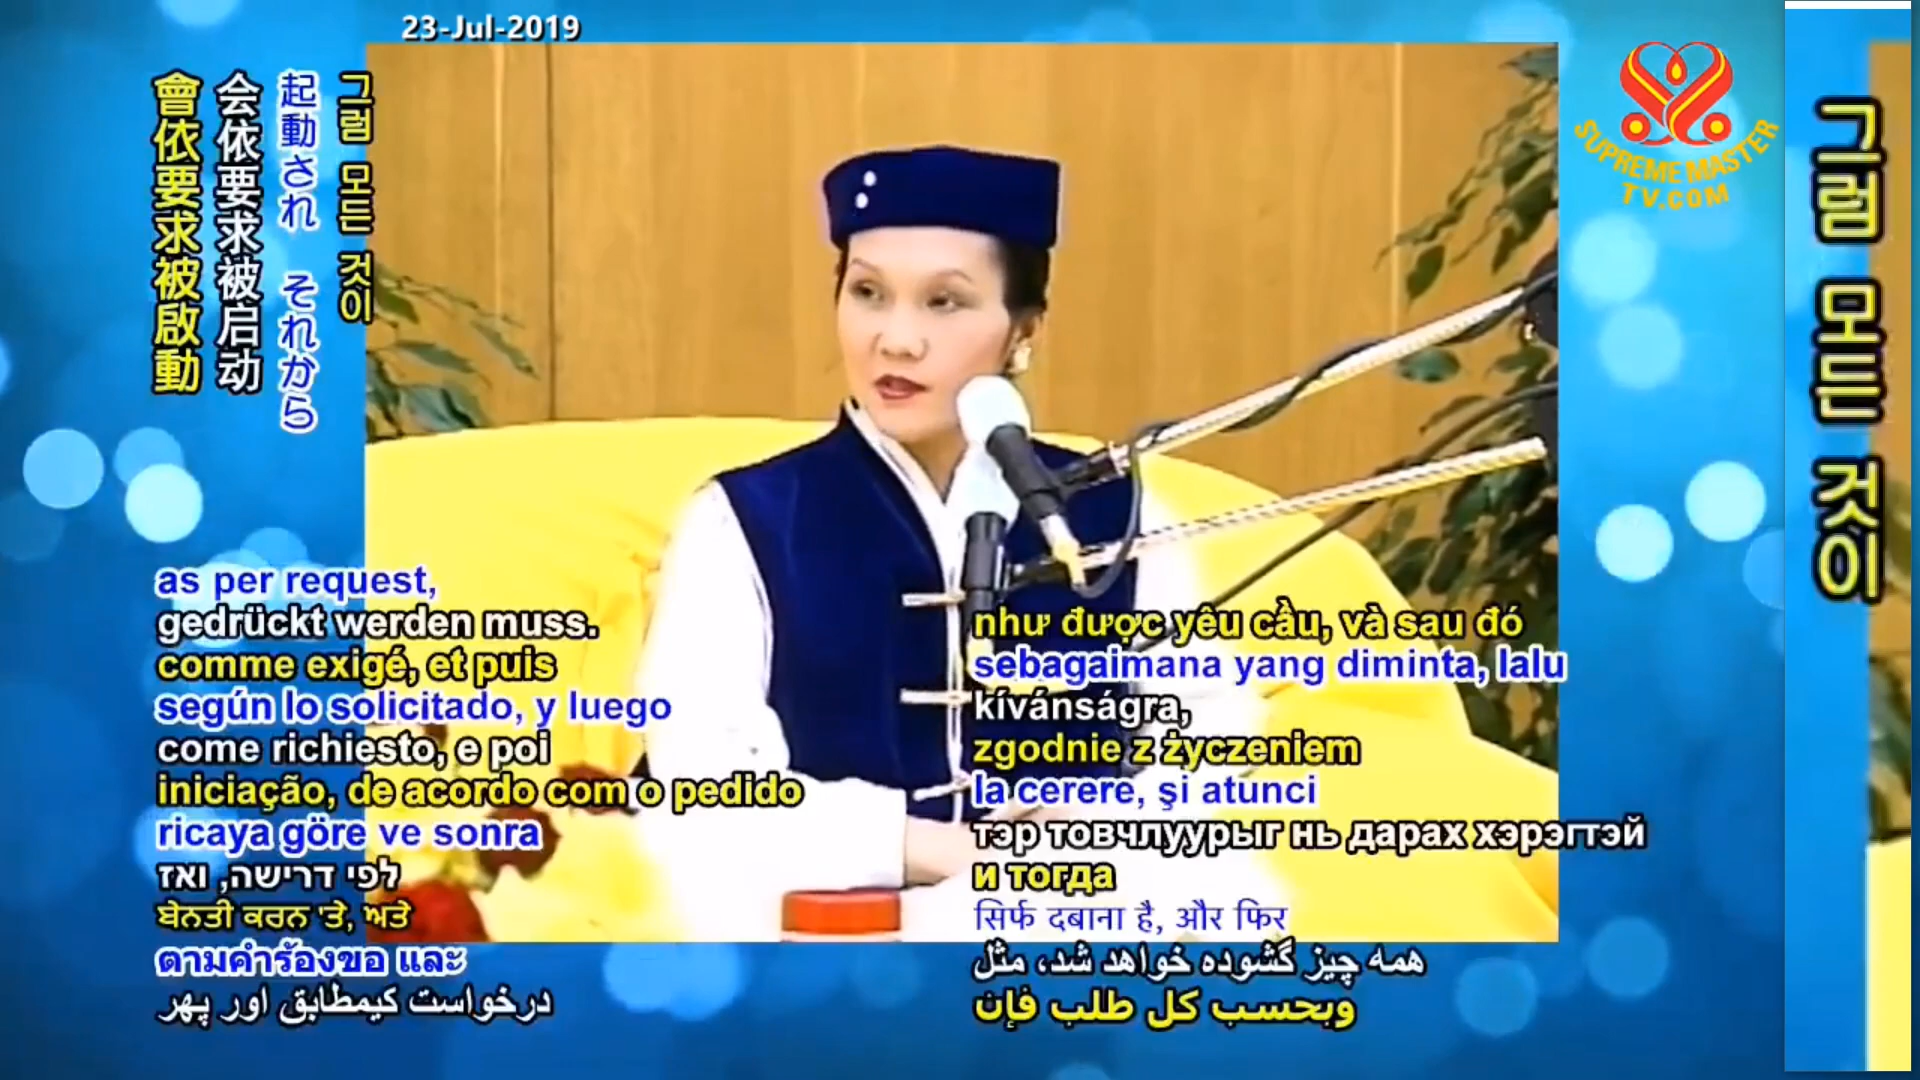 23-Jul-2019
SUPREME MASTER
TV.COM
그럼 모든 것이
起動され それから
会依要求被启动
會依要求被啟動
그럼 모든 것이
as per request,
gedrückt werden muss.
comme exigé, et puis
según lo solicitado, y luego
come richiesto, e poi
iniciação, de acordo com o pedido
ricaya göre ve sonra
לפי דרישה, ואז
ਬੇਨਤੀ ਕਰਨ 'ਤੇ, ਅਤੇ
ตามคำร้องขอ และ
درخواست کیمطابق اور پھر
như được yêu cầu, và sau đó
sebagaimana yang diminta, lalu
kívánságra,
zgodnie z życzeniem
la cerere, şi atunci
тэр товчлуурыг нь дарах хэрэгтэй
и тогда
सिर्फ दबाना है, और फिर
همه چیز گشوده خواهد شد، مثل
وبحسب كل طلب فإن